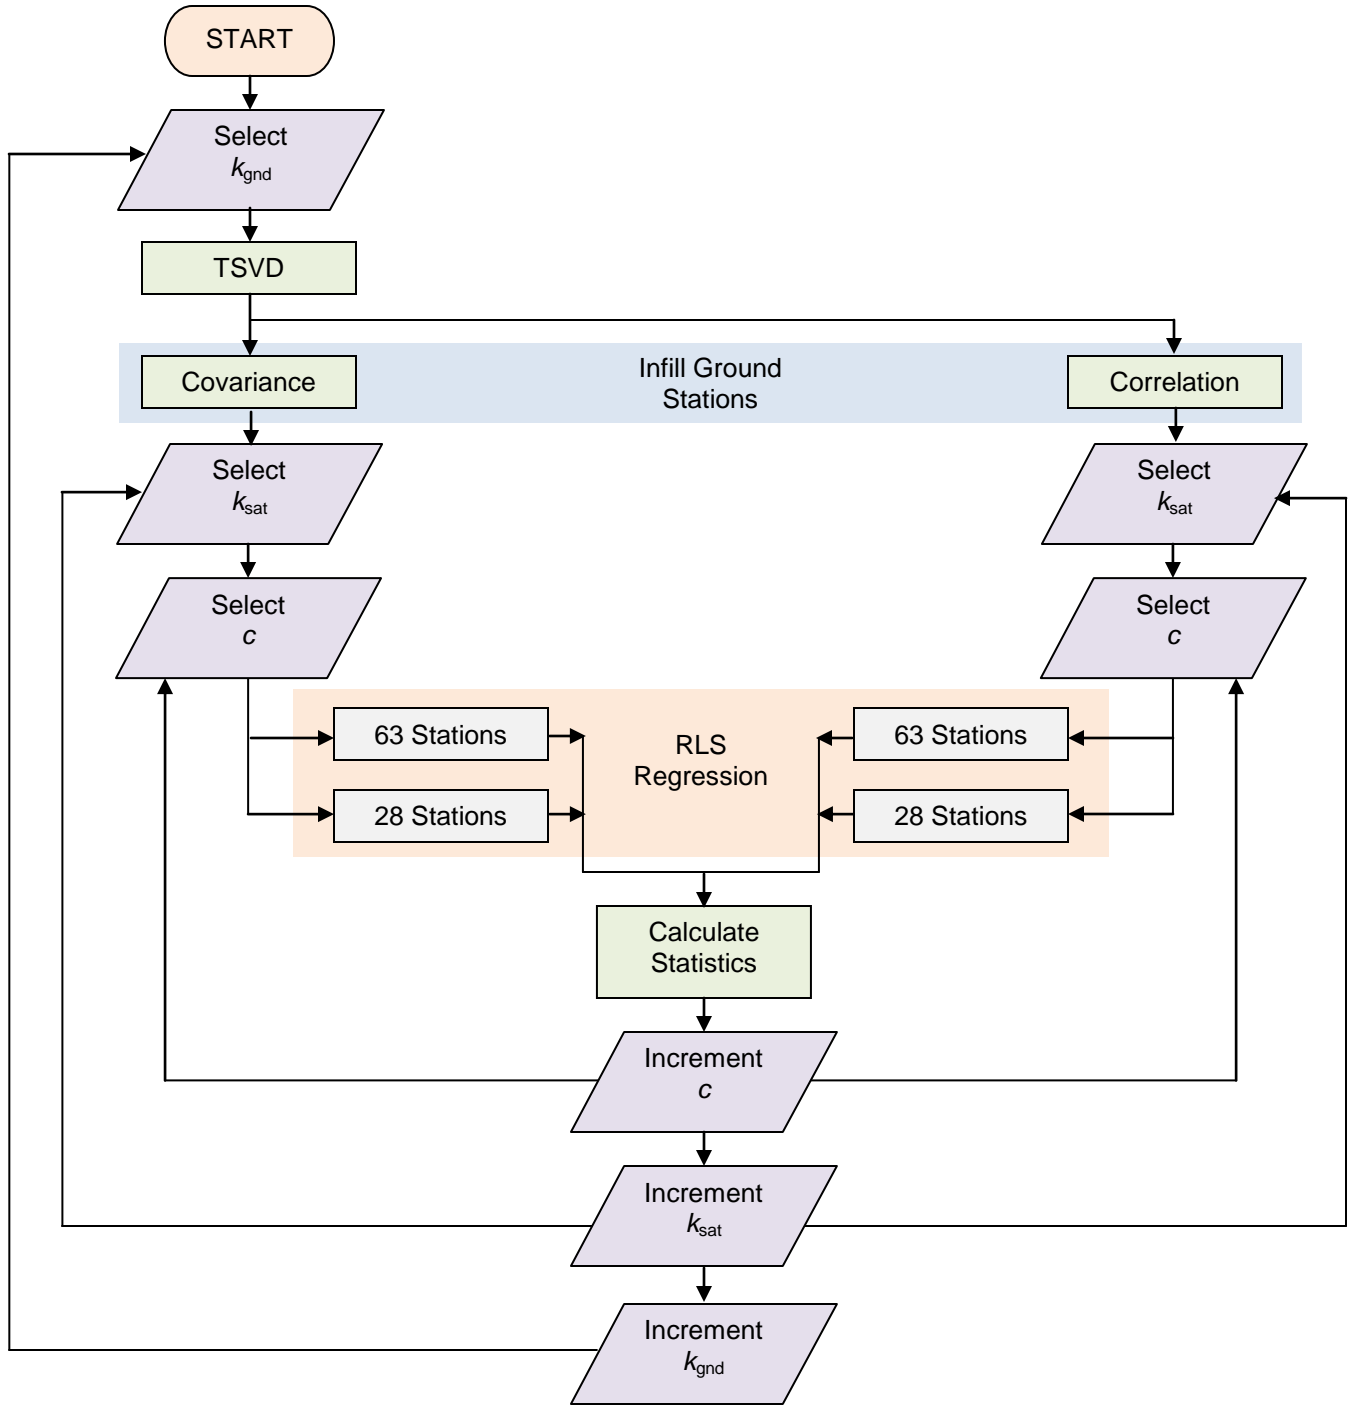 START
Select
kgnd
TSVD
Covariance
Infill Ground
Stations
Correlation
Select
ksat
Select
ksat
Select
c
Select
c
63 Stations
RLS
Regression
63 Stations
28 Stations
28 Stations
Calculate
Statistics
Increment
c
Increment
ksat
Increment
kgnd